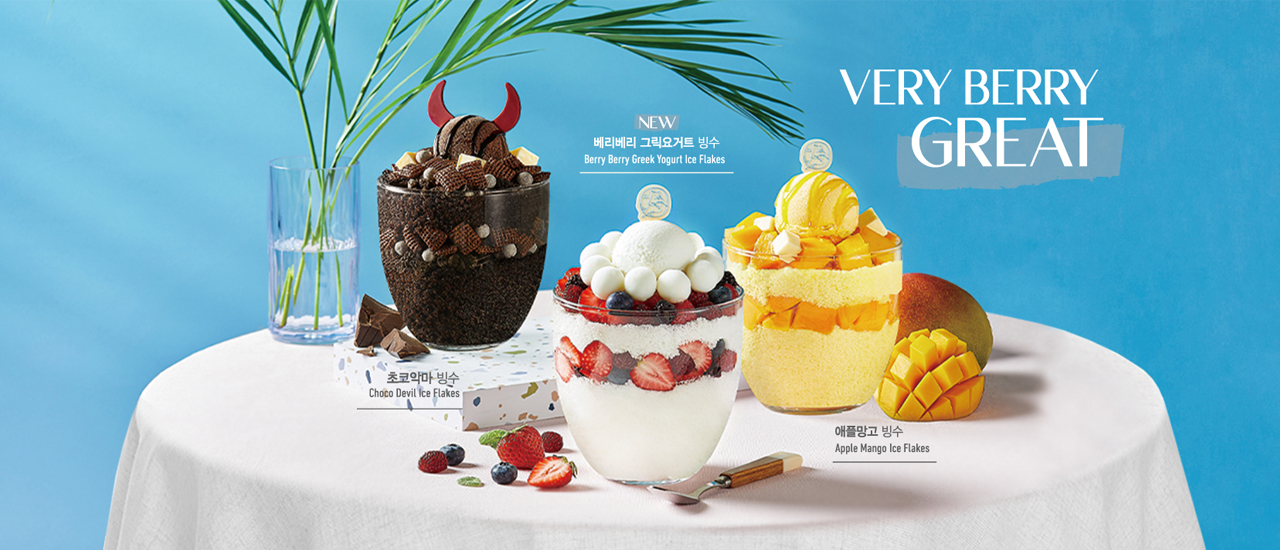 VERY BERRY
GREAT
NEW
베리베리 그릭요거트 빙수
Berry Berry Greek Yogurt Ice Flakes
초코악마 빙수
Choco Devil Ice Flakes
애플망고 빙수
Apple Mango Ice Flakes